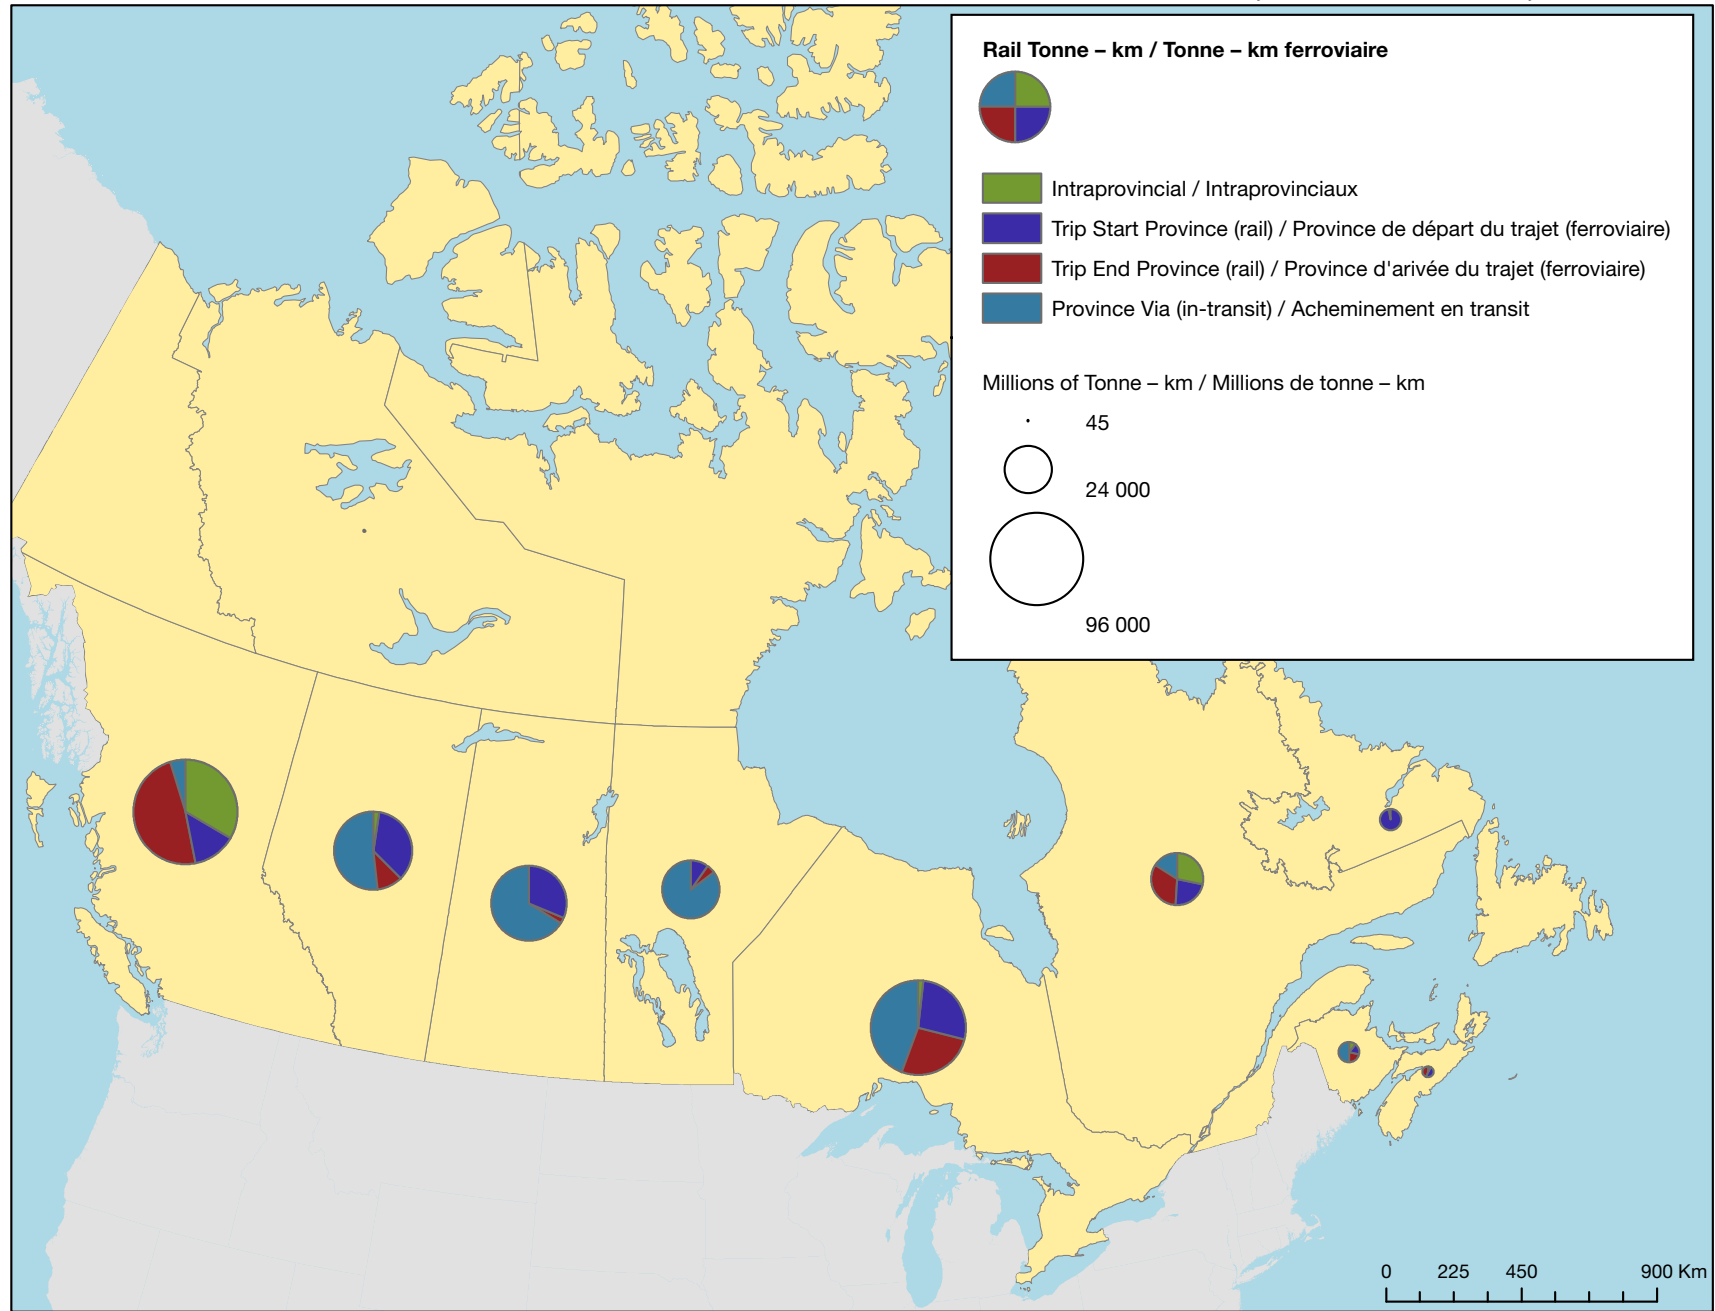 Rail Tonne – km / Tonne – km ferroviaire
Intraprovincial / Intraprovinciaux
Trip Start Province (rail) / Province de départ du trajet (ferroviaire)
Trip End Province (rail) / Province d'arivée du trajet (ferroviaire)
Province Via (in-transit) / Acheminement en transit
Millions of Tonne – km / Millions de tonne – km
45
24 000
96 000
0 225 450 900 Km